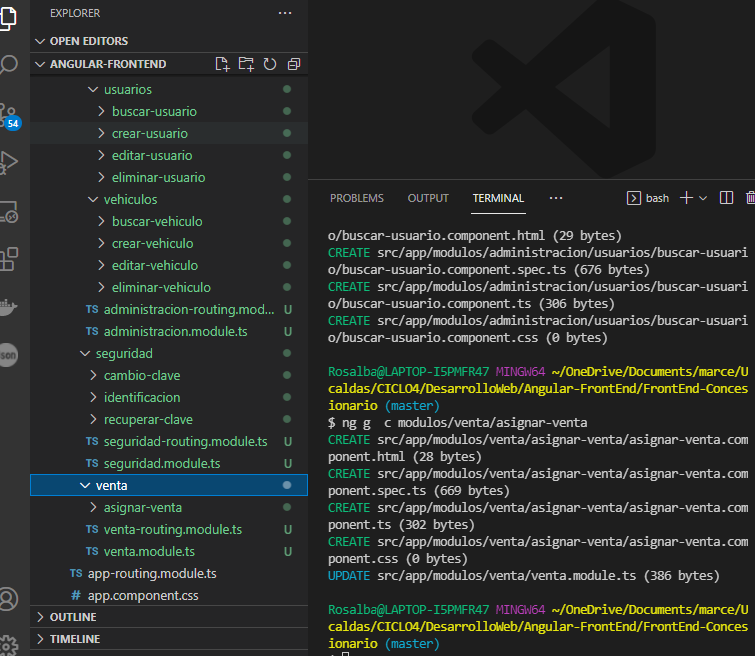 EXPLORER
OPEN EDITORS
ANGULAR-FRONTEND
usuarios
buscar-usuario
crear-usuario
editar-usuario
eliminar-usuario
vehiculos
buscar-vehiculo
crear-vehiculo
editar-vehiculo
eliminar-vehiculo
TS administracion-routing.mod... U
TS administracion.module.ts U
seguridad
cambio-clave
identificacion
recuperar-clave
TS seguridad-routing.module.ts U
TS seguridad.module.ts U
venta
asignar-venta
TS venta-routing.module.ts U
TS venta.module.ts U
TS app-routing.module.ts
# app.component.css
OUTLINE
TIMELINE
54
PROBLEMS OUTPUT TERMINAL ... bash
o/buscar-usuario.component.html (29 bytes)
CREATE src/app/modulos/administracion/usuarios/buscar-usuari
o/buscar-usuario.component.spec.ts (676 bytes)
CREATE src/app/modulos/administracion/usuarios/buscar-usuari
o/buscar-usuario.component.ts (306 bytes)
CREATE src/app/modulos/administracion/usuarios/buscar-usuari
o/buscar-usuario.component.css (0 bytes)
Rosalba@LAPTOP-I5PMFR47 MINGW64 ~/OneDrive/Documents/marce/U
caldas/CICLO4/DesarrolloWeb/Angular-FrontEnd/FrontEnd-Conces
ionario (master)
$ ng g  c modulos/venta/asignar-venta
CREATE src/app/modulos/venta/asignar-venta/asignar-venta.com
ponent.html (28 bytes)
CREATE src/app/modulos/venta/asignar-venta/asignar-venta.com
ponent.spec.ts (669 bytes)
CREATE src/app/modulos/venta/asignar-venta/asignar-venta.com
ponent.ts (302 bytes)
CREATE src/app/modulos/venta/asignar-venta/asignar-venta.com
ponent.css (0 bytes)
UPDATE src/app/modulos/venta/venta.module.ts (386 bytes)
Rosalba@LAPTOP-I5PMFR47 MINGW64 ~/OneDrive/Documents/marce/U
caldas/CICLO4/DesarrolloWeb/Angular-FrontEnd/FrontEnd-Conces
ionario (master)